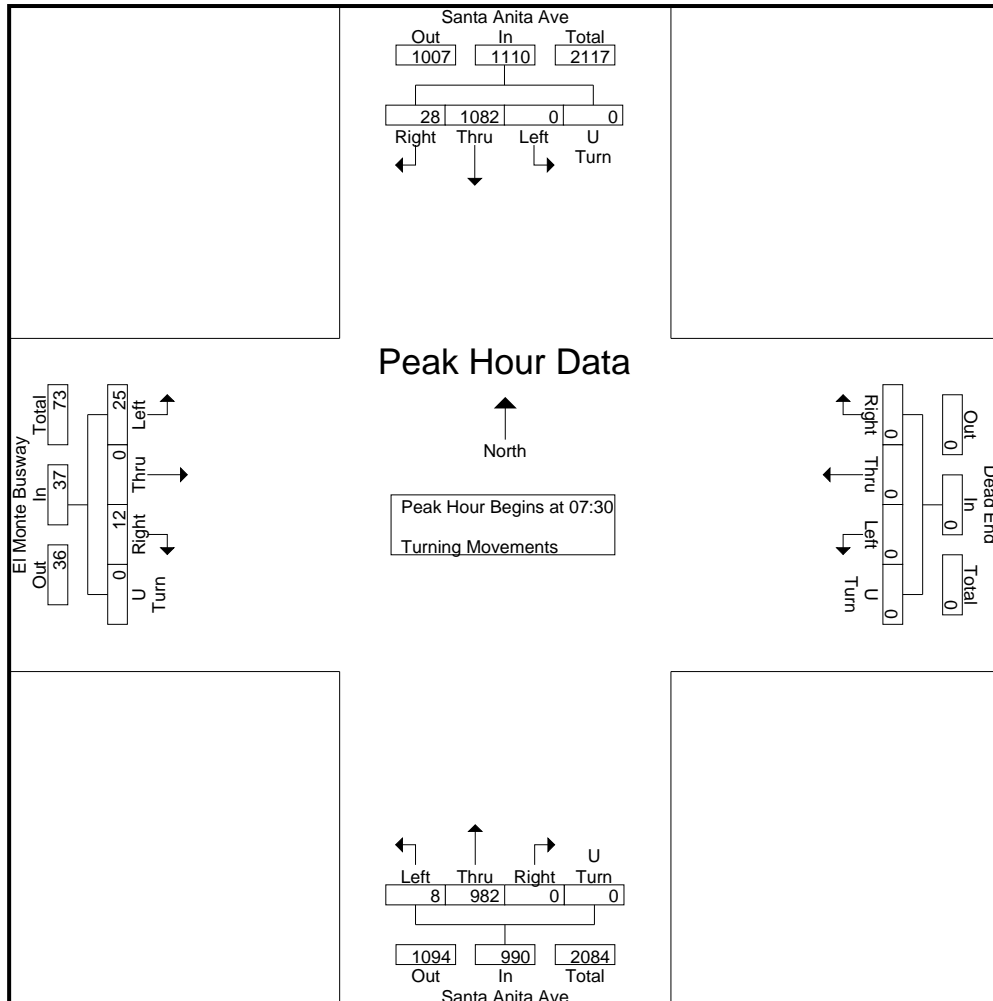 Santa Anita Ave
Out In Total
1007 1110 2117
28 1082 0 0
Right Thru Left U
Turn
Peak Hour Data
North
Peak Hour Begins at 07:30
Turning Movements
El Monte Busway
Total In Out
73 37 36
25 0 12 0
Left Thru Right U
Turn
Dead End
Out In Total
0 0 0
0 0 0 0
Right Thru Left U
Turn
U
Left Thru Right Turn
8 982 0 0
1094 990 2084
Out In Total
Santa Anita Ave